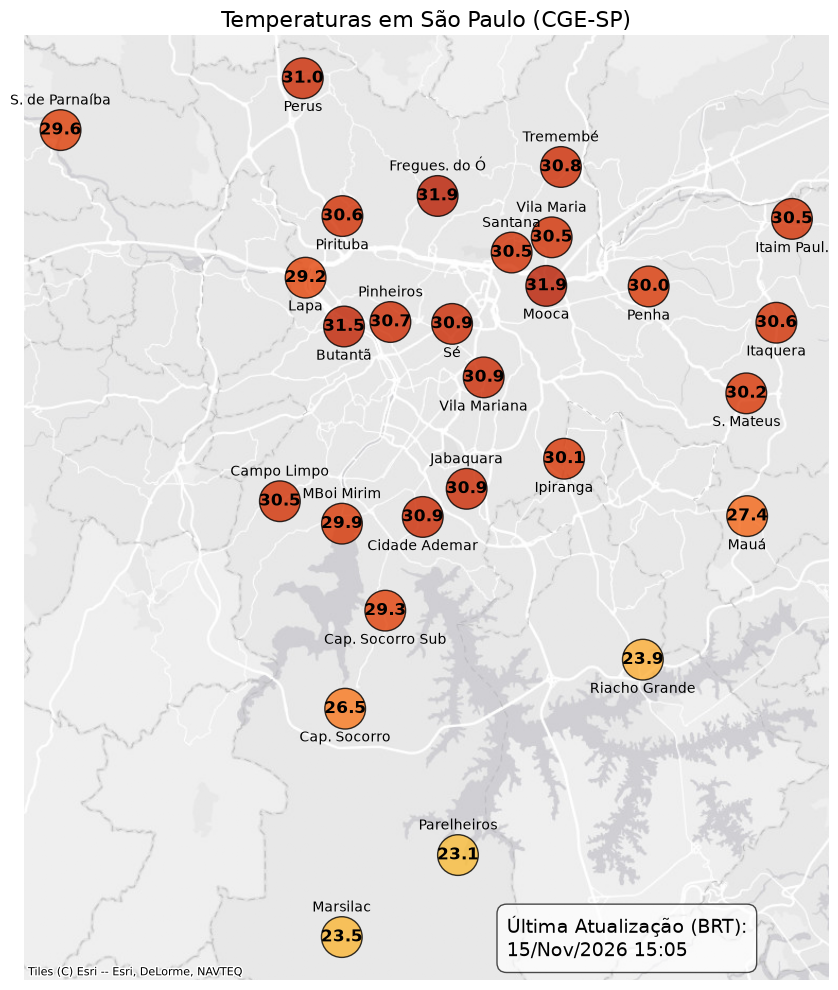 Temperaturas em São Paulo (CGE-SP)
31.0
Perus
S. de Parnaíba
29.6
Tremembé
30.8
Fregues. do Ó
31.9
30.6
Pirituba
Vila Maria
30.5
Santana
30.5
30.5
Itaim Paul.
29.2
Lapa
31.9
Mooca
30.0
Penha
Pinheiros
30.7
31.5
Butantã
30.9
Sé
30.6
Itaquera
30.9
Vila Mariana
30.2
S. Mateus
Jabaquara
30.9
30.1
Ipiranga
Campo Limpo
30.5
MBoi Mirim
29.9
30.9
Cidade Ademar
27.4
Mauá
29.3
Cap. Socorro Sub
23.9
Riacho Grande
26.5
Cap. Socorro
Parelheiros
23.1
Marsilac
23.5
Última Atualização (BRT):
15/Nov/2026 15:05
Tiles (C) Esri -- Esri, DeLorme, NAVTEQ